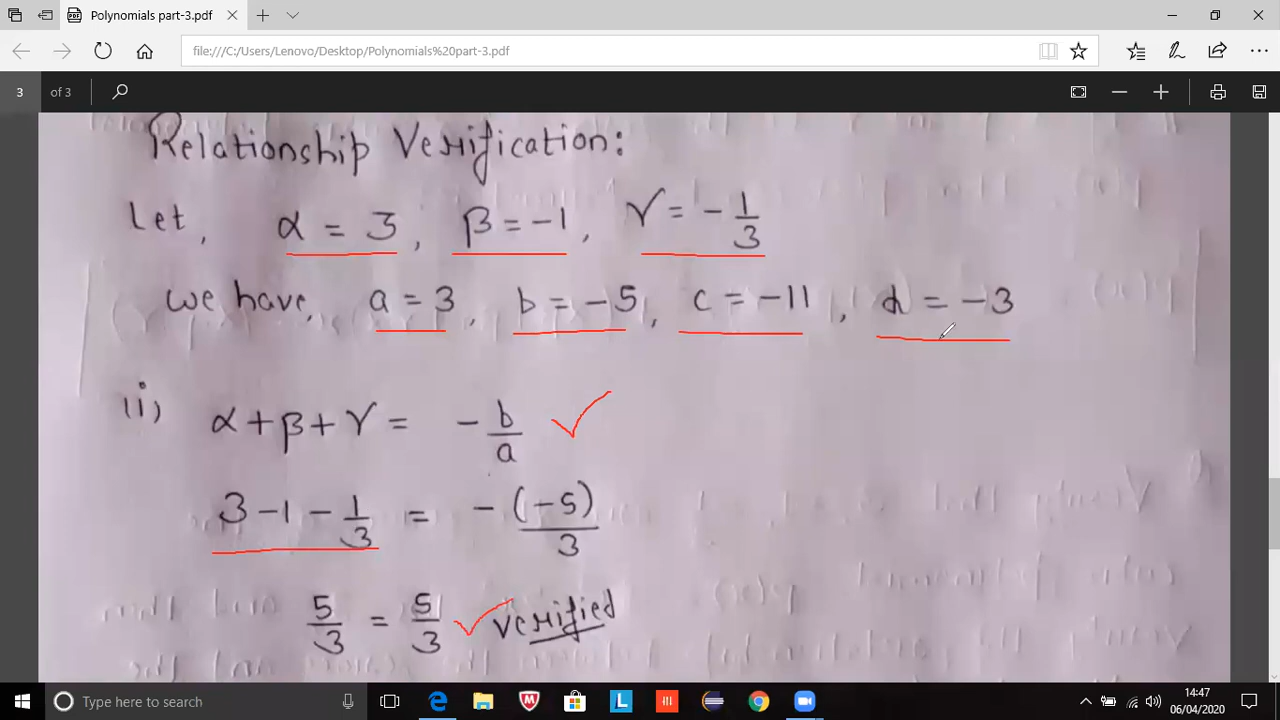 Polynomials part-3.pdf
file:///C:/Users/Lenovo/Desktop/Polynomials%20part-3.pdf
3 of 3
Relationship Verification:
Let, α = 3, β = -1, γ = -1/3
we have, a = 3, b = -5, c = -11, d = -3
ii) α+β+γ = -b/a
3-1-1/3 = -(-5)/3
5/3 = 5/3 verified
Type here to search
14:47
06/04/2020